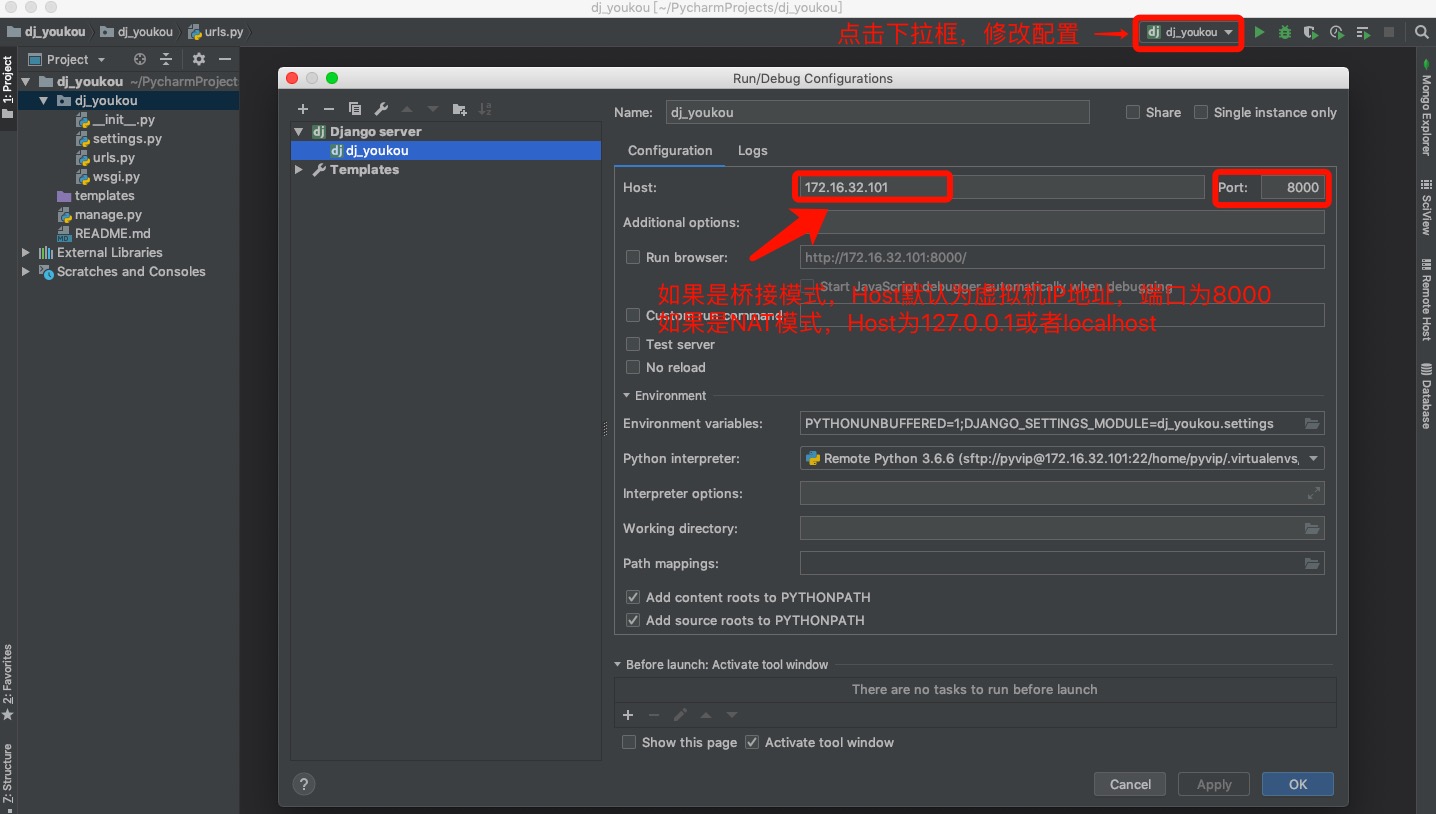 dj_youkou [~/PycharmProjects/dj_youkou]
dj_youkou dj_youkou urls.py
点击下拉框，修改配置
dj dj_youkou
1: Project
Project
dj_youkou ~/PycharmProject
dj_youkou
__init__.py
settings.py
urls.py
wsgi.py
templates
manage.py
README.md
External Libraries
Scratches and Consoles
2: Favorites
Z: Structure
Run/Debug Configurations
dj Django server
dj dj_youkou
Templates
Name: dj_youkou
Share
Single instance only
Configuration Logs
Host: 172.16.32.101 Port: 8000
Additional options:
Run browser: http://172.16.32.101:8000/
Start JavaScript debugger automatically when debugging
如果是桥接模式，Host默认为虚拟机IP地址，端口为8000
Custom run command:
如果是NAT模式，Host为127.0.0.1或者localhost
Test server
No reload
Environment
Environment variables: PYTHONUNBUFFERED=1;DJANGO_SETTINGS_MODULE=dj_youkou.settings
Python interpreter: Remote Python 3.6.6 (sftp://pyvip@172.16.32.101:22/home/pyvip/.virtualenvs,
Interpreter options:
Working directory:
Path mappings:
Add content roots to PYTHONPATH
Add source roots to PYTHONPATH
Before launch: Activate tool window
There are no tasks to run before launch
Show this page Activate tool window
? Cancel Apply OK
Mongo Explorer
SciView
Remote Host
Database